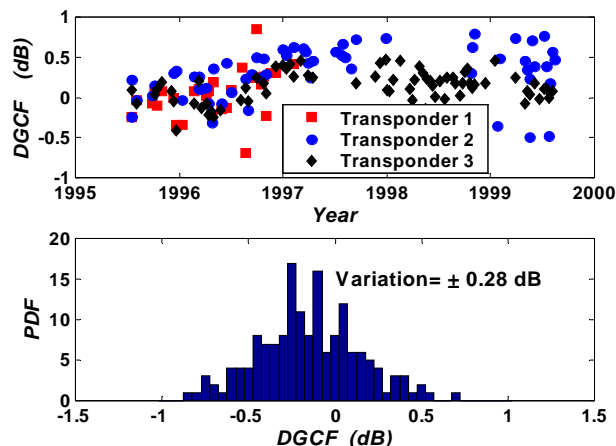 DGCF (dB)
1
0.5
0
-0.5
-1
Transponder 1
Transponder 2
Transponder 3
1995 1996 1997 1998 1999 2000
Year
PDF
20
15
10
5
0
Variation= ± 0.28 dB
-1.5 -1 -0.5 0 0.5 1 1.5
DGCF (dB)